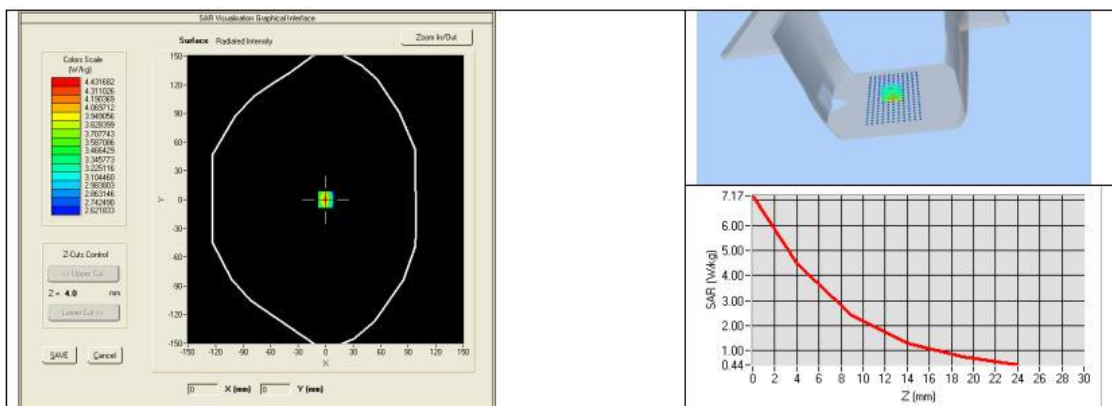 SAR Visualisation Graphical Interface
Surface Radiated Intensity
Zoom In/Out
Colors Scale
(W/kg)
4.431682
4.311026
4.190369
4.069712
3.949056
3.828399
3.707743
3.587086
3.466429
3.345773
3.225116
3.104460
2.983803
2.863146
2.742490
2.621833
150-
120-
90-
60-
30-
0-
-30-
-60-
-90-
-120-
-150-
Y
-150 -120 -90 -60 -30 0 30 60 90 120 150
X
Z-Cuts Control
<< Upper Cut
Z = 4.0 mm
Lower Cut >>
SAVE Cancel
0 X (mm) 0 Y (mm)
7.17-
6.00-
5.00-
4.00-
3.00-
2.00-
1.00-
0.44-
SAR (W/kg)
0 2 4 6 8 10 12 14 16 18 20 22 24 26 28 30
Z (mm)